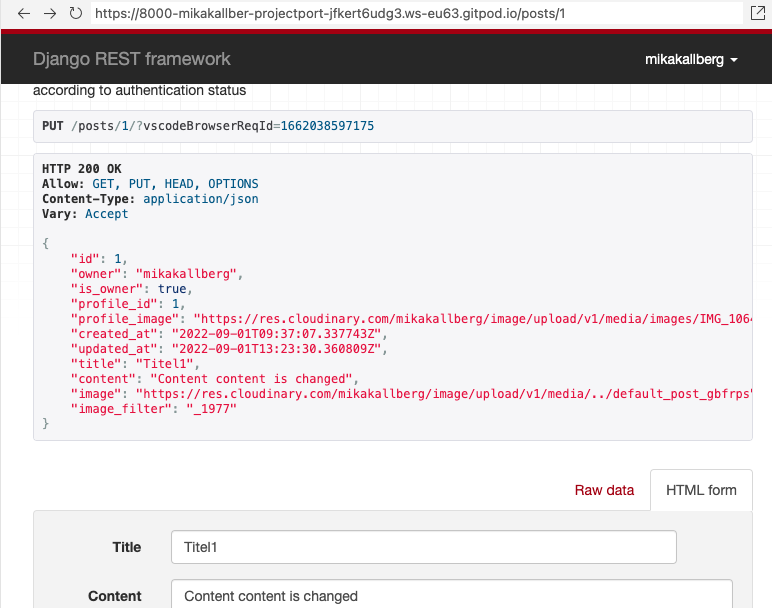 https://8000-mikakallber-projectport-jfkert6udg3.ws-eu63.gitpod.io/posts/1
Django REST framework
mikakallberg
according to authentication status
PUT /posts/1/?vscodeBrowserReqId=1662038597175
HTTP 200 OK
Allow: GET, PUT, HEAD, OPTIONS
Content-Type: application/json
Vary: Accept
{
"id": 1,
"owner": "mikakallberg",
"is_owner": true,
"profile_id": 1,
"profile_image": "https://res.cloudinary.com/mikakallberg/image/upload/v1/media/images/IMG_1064
"created_at": "2022-09-01T09:37:07.337743Z",
"updated_at": "2022-09-01T13:23:30.360809Z",
"title": "Titel1",
"content": "Content content is changed",
"image": "https://res.cloudinary.com/mikakallberg/image/upload/v1/media/../default_post_gbfrps"
"image_filter": "_1977"
}
Raw data
HTML form
Title
Titel1
Content
Content content is changed